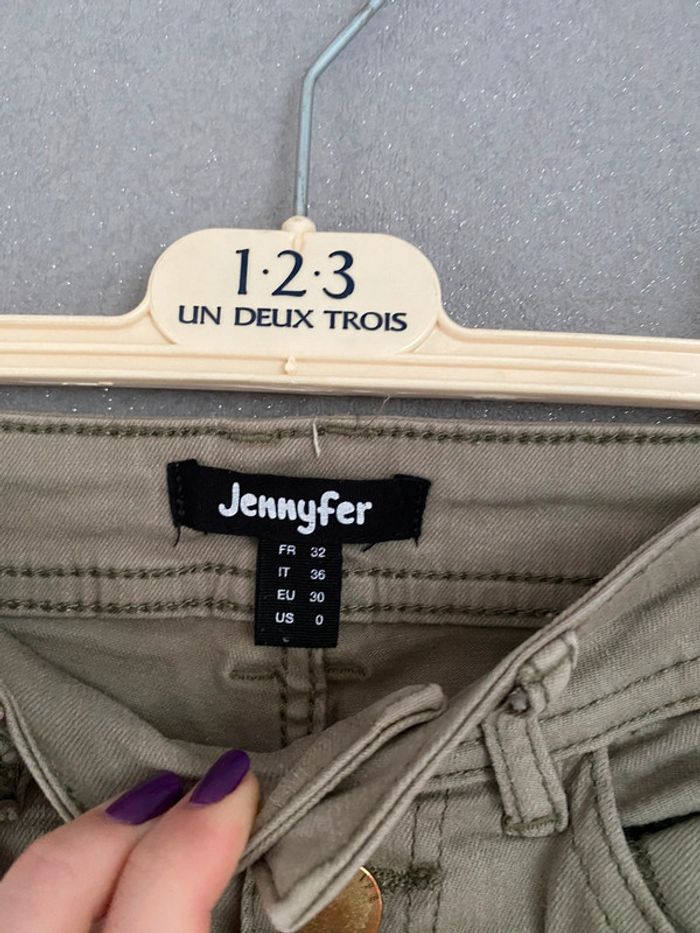 1·2·3
UN DEUX TROIS
Jennyfer
FR 32
IT 36
EU 30
US 0